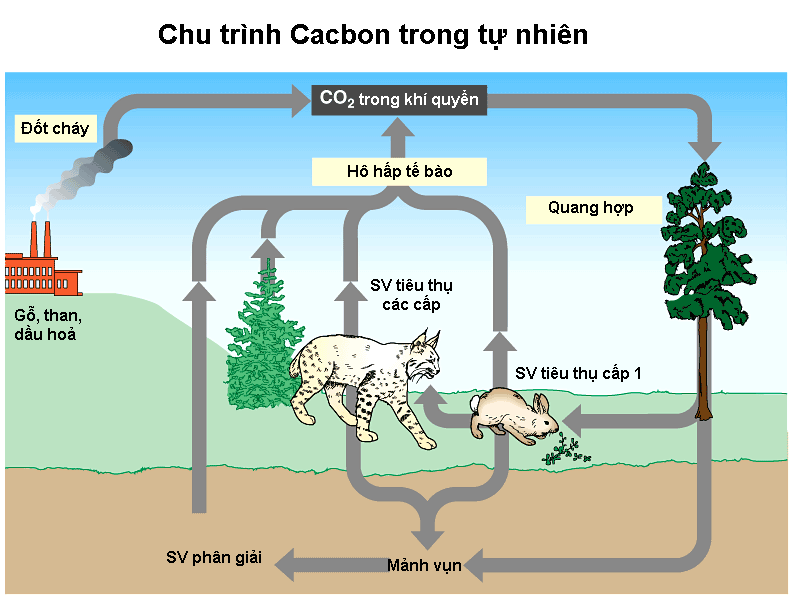 Chu trình Cacbon trong tự nhiên
CO₂ trong khí quyển
Đốt cháy
Hô hấp tế bào
Quang hợp
SV tiêu thụ
các cấp
Gỗ, than,
dầu hoả
SV tiêu thụ cấp 1
SV phân giải
Mảnh vụn